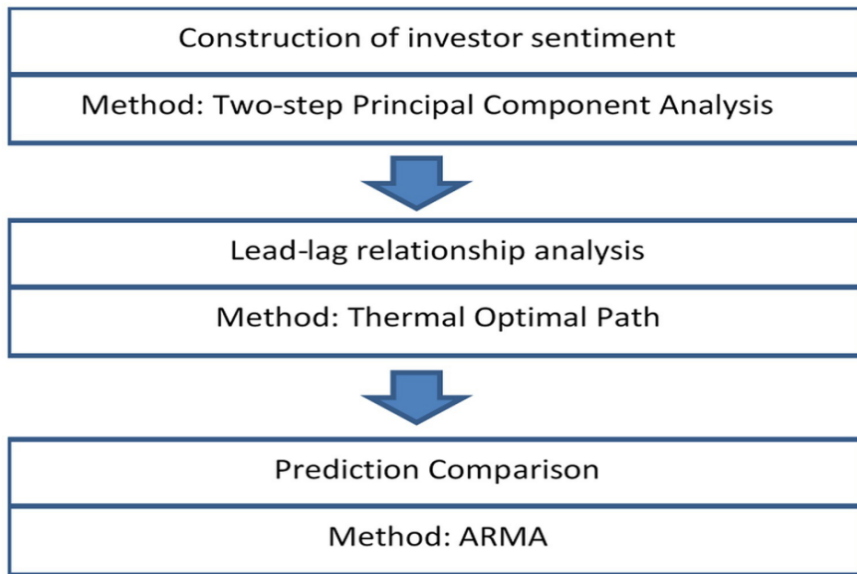 Construction of investor sentiment
Method: Two-step Principal Component Analysis
Lead-lag relationship analysis
Method: Thermal Optimal Path
Prediction Comparison
Method: ARMA